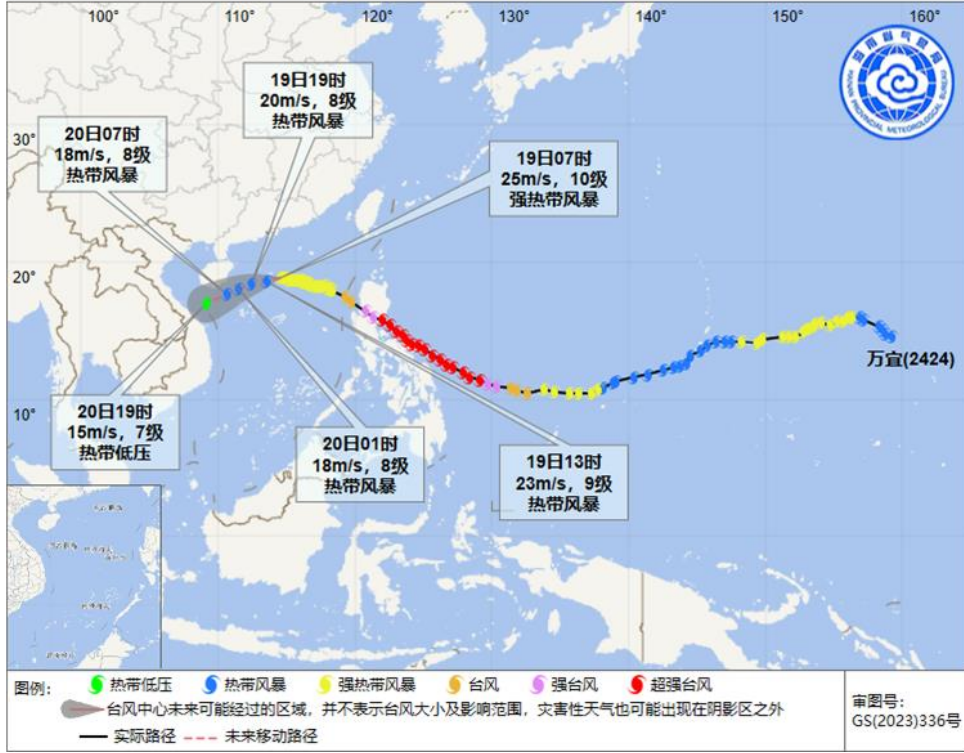 100° 110° 120° 130° 140° 150° 160°
30°
20°
10°
19日19时
20m/s，8级
热带风暴
20日07时
18m/s，8级
热带风暴
19日07时
25m/s，10级
强热带风暴
万宜(2424)
20日19时
15m/s，7级
热带低压
20日01时
18m/s，8级
热带风暴
19日13时
23m/s，9级
热带风暴
图例：
热带低压 热带风暴 强热带风暴 台风 强台风 超强台风
台风中心未来可能经过的区域，并不表示台风大小及影响范围，灾害性天气也可能出现在阴影区之外
实际路径 未来移动路径
审图号：
GS(2023)336号